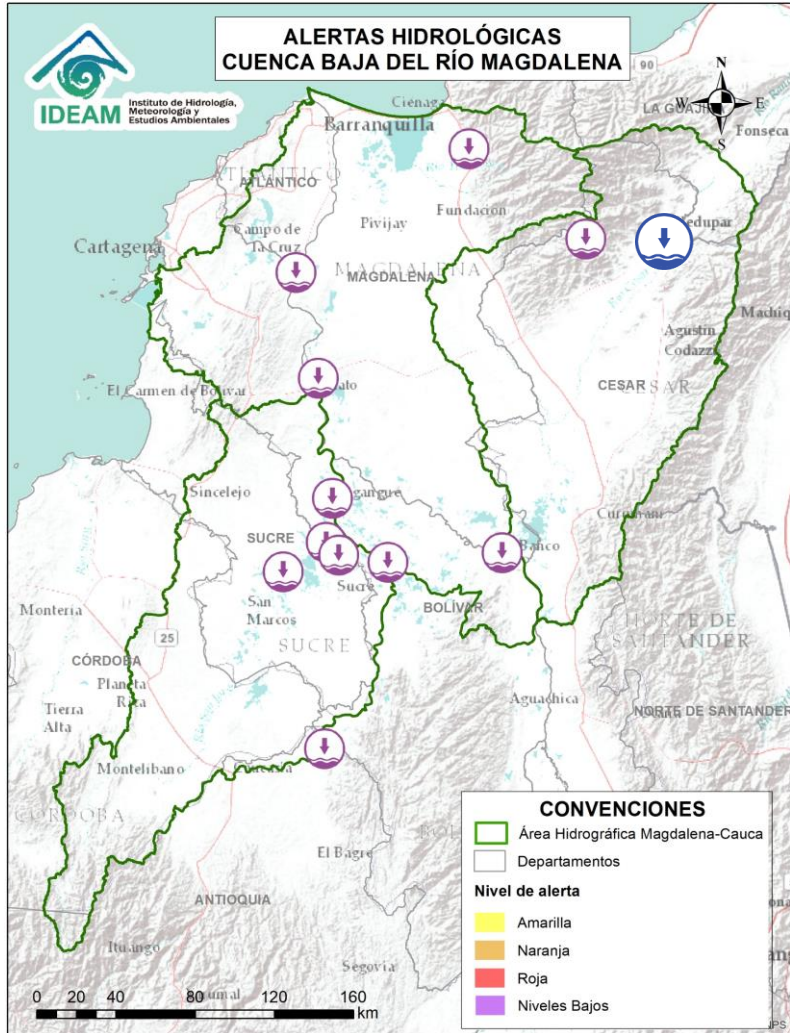 ALERTAS HIDROLÓGICAS
CUENCA BAJA DEL RÍO MAGDALENA
IDEAM
Instituto de Hidrología,
Meteorología y
Estudios Ambientales
N
W
E
S
90
LA GUAJIRA
Fonseca
Ciénaga
Barranquilla
ATLÁNTICO
ATLÁNTICO
Campo de
la Cruz
Pivijay
Fundación
Cartagena
MAGDALENA
MAGDALENA
Agustín
Codazzi
El Carmen de Bolívar
CESAR
CESAR
Sincelejo
Curumaní
SUCRE
Banco
Sucre
BOLÍVAR
San
Marcos
SUCRE
Montería
25
CÓRDOBA
Planeta
Rica
Tierra
Alta
NORTE DE
SANTANDER
Aguachica
NORTE DE SANTANDER
Montelibano
CÓRDOBA
El Bagre
ANTIOQUIA
Ituango
Segovia
0 20 40 80 120 160
km
CONVENCIONES
Área Hidrográfica Magdalena-Cauca
Departamentos
Nivel de alerta
Amarilla
Naranja
Roja
Niveles Bajos